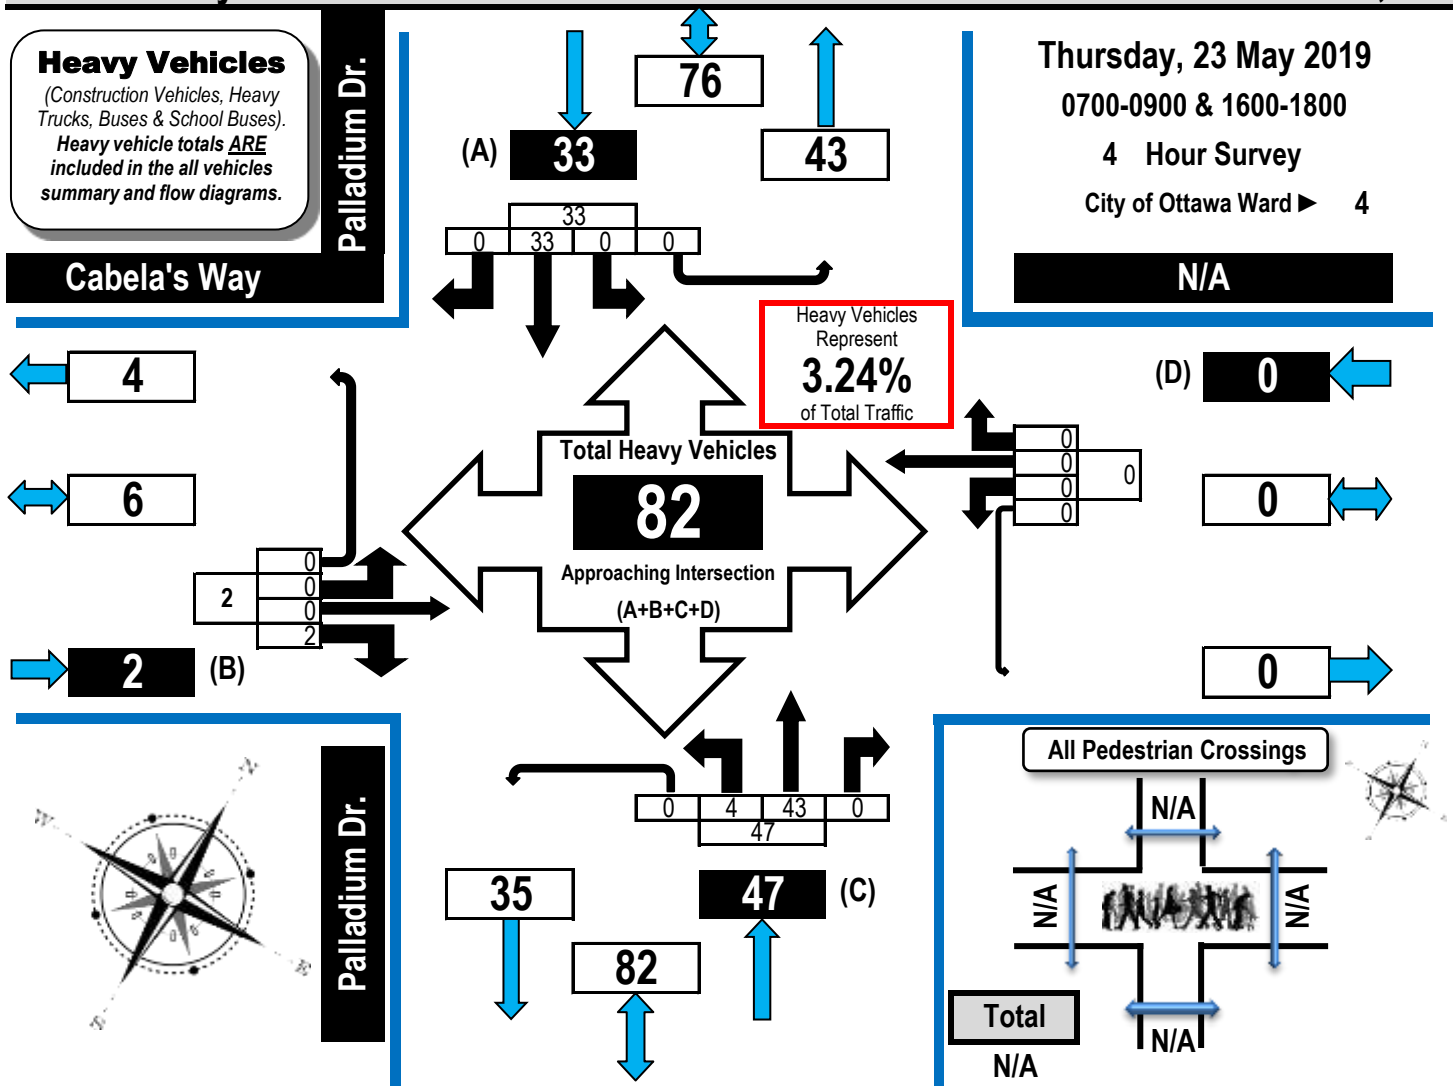 Heavy Vehicles
(Construction Vehicles, Heavy
Trucks, Buses & School Buses).
Heavy vehicle totals ARE
included in the all vehicles
summary and flow diagrams.
Palladium Dr.
Cabela's Way
76
(A)
33
43
33
0
33
0
0
Thursday, 23 May 2019
0700-0900 & 1600-1800
4 Hour Survey
City of Ottawa Ward ► 4
N/A
Heavy Vehicles
Represent
3.24%
of Total Traffic
4
6
0
0
0
2
2
2
(B)
Total Heavy Vehicles
82
Approaching Intersection
(A+B+C+D)
(D)
0
0
0
0
0
0
0
0
0
4
43
0
47
35
47
(C)
82
Palladium Dr.
N
W
E
S
All Pedestrian Crossings
N/A
N/A
N/A
N/A
Total
N/A